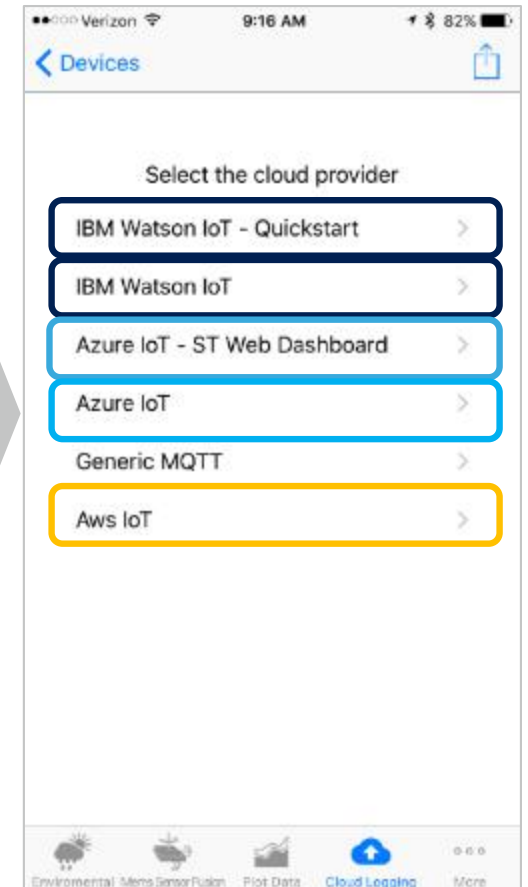 Verizon 9:16 AM 82%
Devices
Select the cloud provider
IBM Watson IoT - Quickstart
IBM Watson IoT
Azure IoT - ST Web Dashboard
Azure IoT
Generic MQTT
Aws IoT
Enviromental Mems Sensor Fusion Plot Data Cloud Logging More